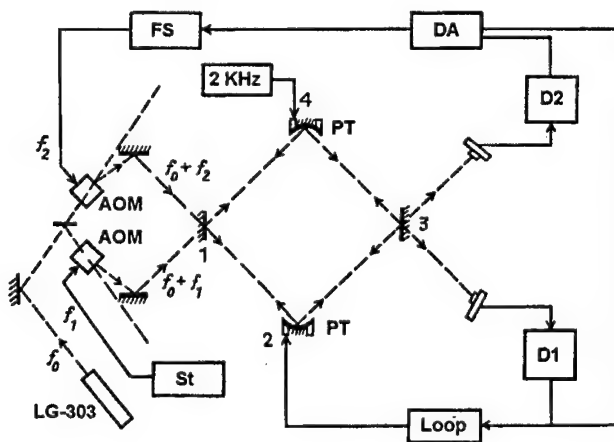 FS
DA
2 KHz
4
PT
D2
f2
f0 + f2
AOM
AOM
1
3
f0 + f1
2
PT
f1
f0
St
D1
LG-303
Loop